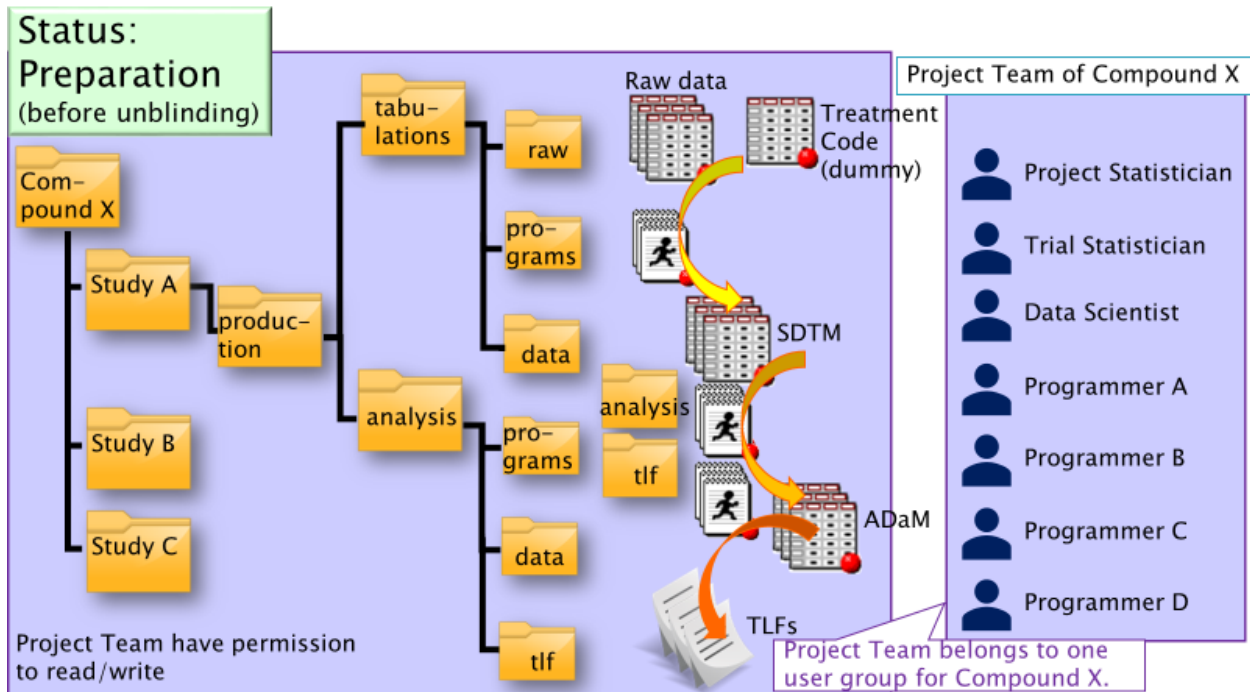 Status:
Preparation
(before unblinding)
Com-
pound X
Study A
Study B
Study C
produc-
tion
tabu-
lations
raw
pro-
grams
data
analysis
pro-
grams
data
tlf
analysis
tlf
Raw data
Treatment
Code
(dummy)
SDTM
ADaM
TLFs
Project Team have permission
to read/write
Project Team of Compound X
Project Statistician
Trial Statistician
Data Scientist
Programmer A
Programmer B
Programmer C
Programmer D
Project Team belongs to one
user group for Compound X.